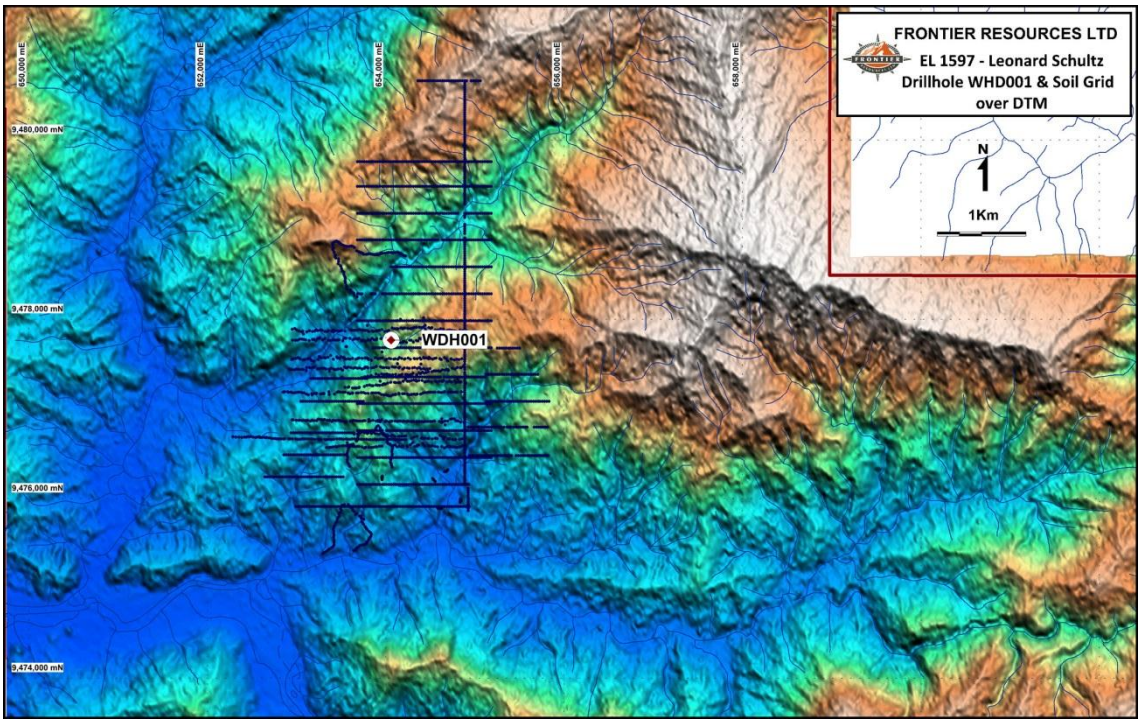 650,000 mE
652,000 mE
654,000 mE
656,000 mE
658,000 mE
FRONTIER RESOURCES LTD
FRONTIER
EL 1597 - Leonard Schultz
Drillhole WHD001 & Soil Grid
over DTM
9,480,000 mN
N
1Km
9,478,000 mN
WDH001
9,476,000 mN
9,474,000 mN